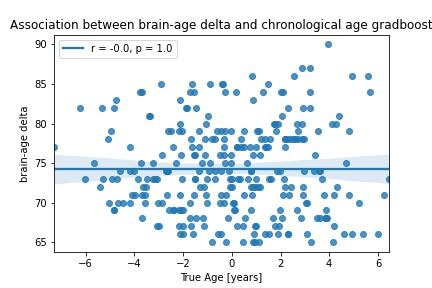 Association between brain-age delta and chronological age gradboost
r = -0.0, p = 1.0
90
85
80
75
70
65
brain-age delta
−6 −4 −2 0 2 4 6
True Age [years]